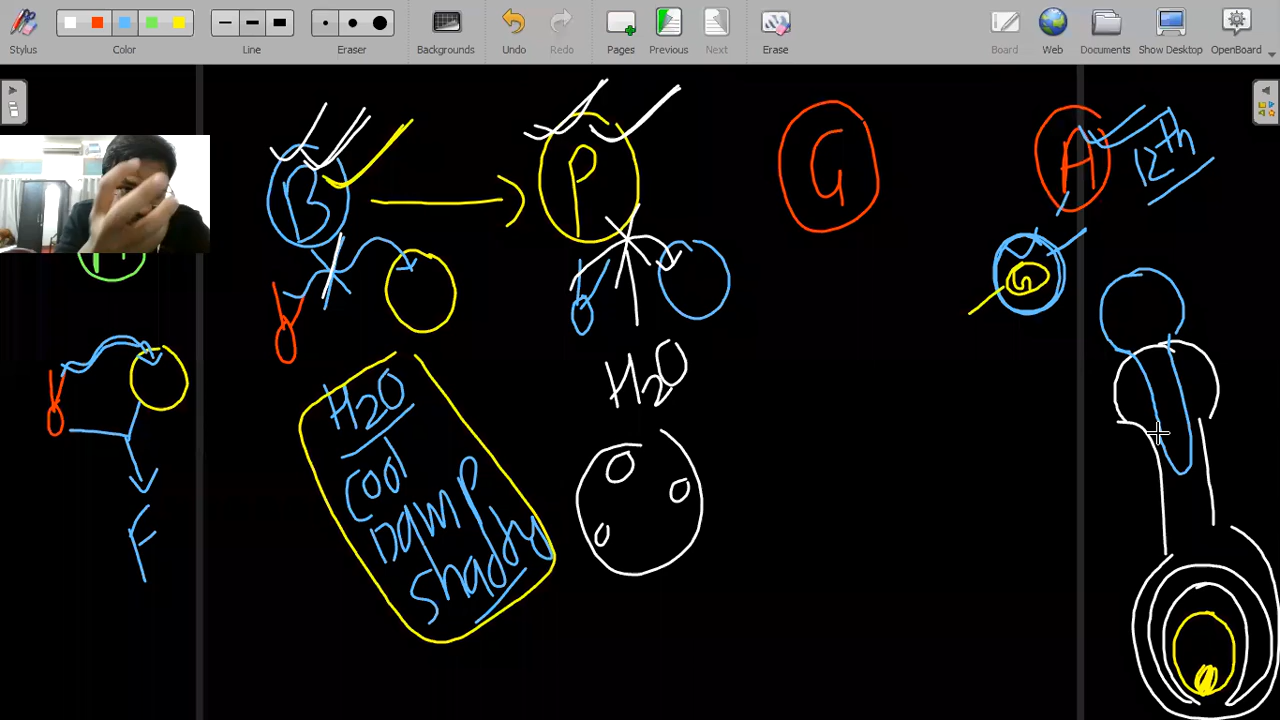 Stylus
Color
Line
Eraser
Backgrounds
Undo
Redo
Pages
Previous
Next
Erase
Board
Web
Documents
Show Desktop
OpenBoard
B
P
G
A
12th
G
F
H2O
cool
Damp
shaddy
H2O